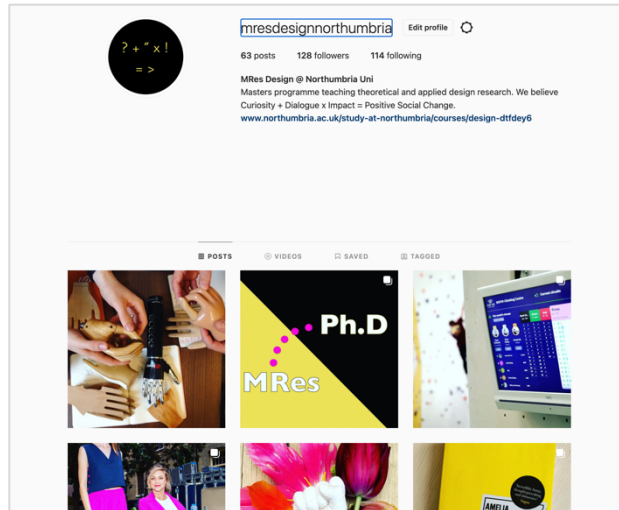 ? + " x !
= >
mresdesignnorthumbria Edit profile
63 posts 128 followers 114 following
MRes Design @ Northumbria Uni
Masters programme teaching theoretical and applied design research. We believe
Curiosity + Dialogue x Impact = Positive Social Change.
www.northumbria.ac.uk/study-at-northumbria/courses/design-dtfdey6
POSTS VIDEOS SAVED TAGGED
Ph.D
MRes
AMELIA